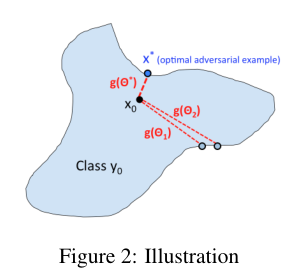 x* (optimal adversarial example)
g(Θ*)
x₀
g(Θ₂)
g(Θ₁)
Class y₀
Figure 2: Illustration